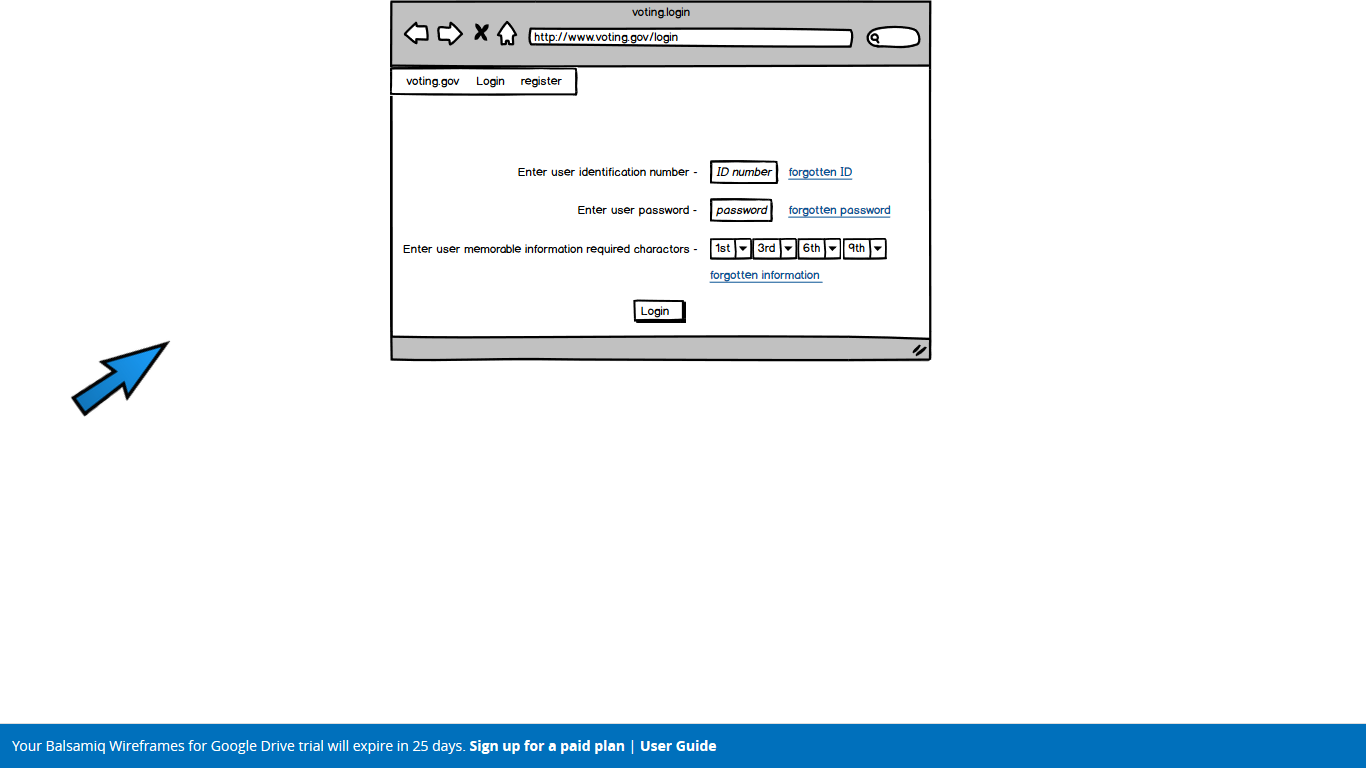 voting.login
http://www.voting.gov/login
voting.gov Login register
Enter user identification number - ID number forgotten ID
Enter user password - password forgotten password
Enter user memorable information required charactors - 1st 3rd 6th 9th
forgotten information
Login
Your Balsamiq Wireframes for Google Drive trial will expire in 25 days. Sign up for a paid plan | User Guide